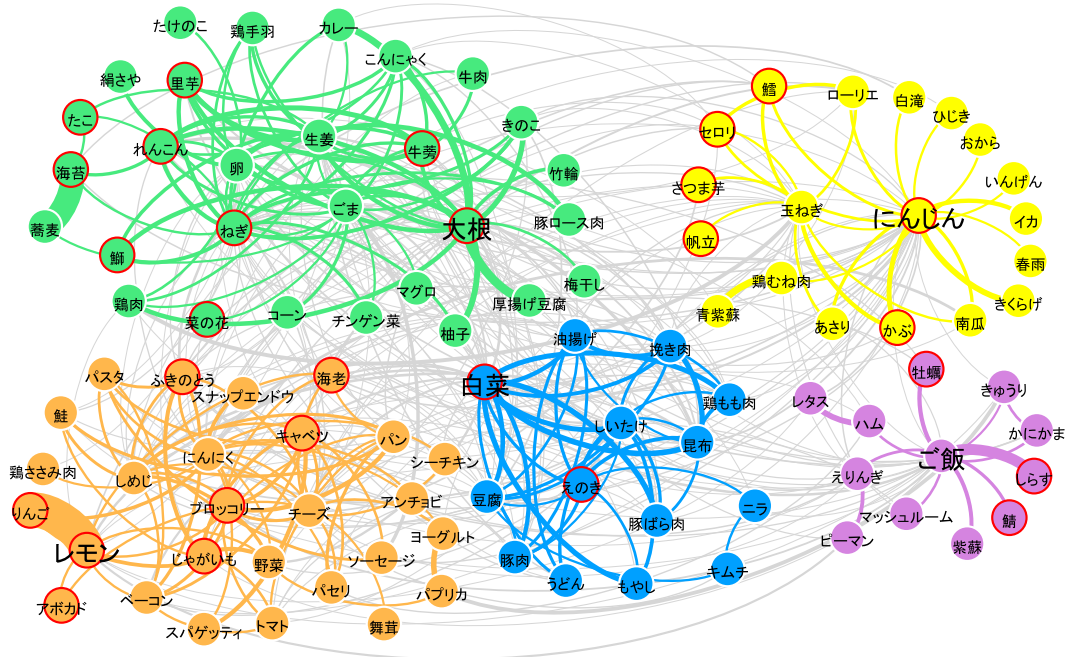 たけのこ
鶏手羽
カレー
こんにゃく
牛肉
絹さや
里芋
きのこ
たこ
れんこん
生姜
牛蒡
海苔
卵
竹輪
蕎麦
ねぎ
ごま
大根
豚ロース肉
鰤
鶏肉
菜の花
コーン
チンゲン菜
マグロ
柚子
厚揚げ豆腐
梅干し
鱈
ローリエ
白滝
ひじき
セロリ
おから
さつま芋
いんげん
玉ねぎ
にんじん
イカ
帆立
春雨
鶏むね肉
青紫蘇
あさり
かぶ
きくらげ
南瓜
油揚げ
挽き肉
白菜
鶏もも肉
しいたけ
昆布
えのき
豆腐
ニラ
豚ばら肉
豚肉
うどん
もやし
キムチ
牡蠣
きゅうり
レタス
ハム
かにかま
ご飯
えりんぎ
しらす
マッシュルーム
鯖
ピーマン
紫蘇
パスタ
ふきのとう
スナップエンドウ
海老
鮭
キャベツ
パン
にんにく
シーチキン
鶏ささみ肉
しめじ
アンチョビ
りんご
ブロッコリー
チーズ
ヨーグルト
レモン
じゃがいも
野菜
ソーセージ
アボカド
ベーコン
パセリ
パプリカ
スパゲッティ
トマト
舞茸